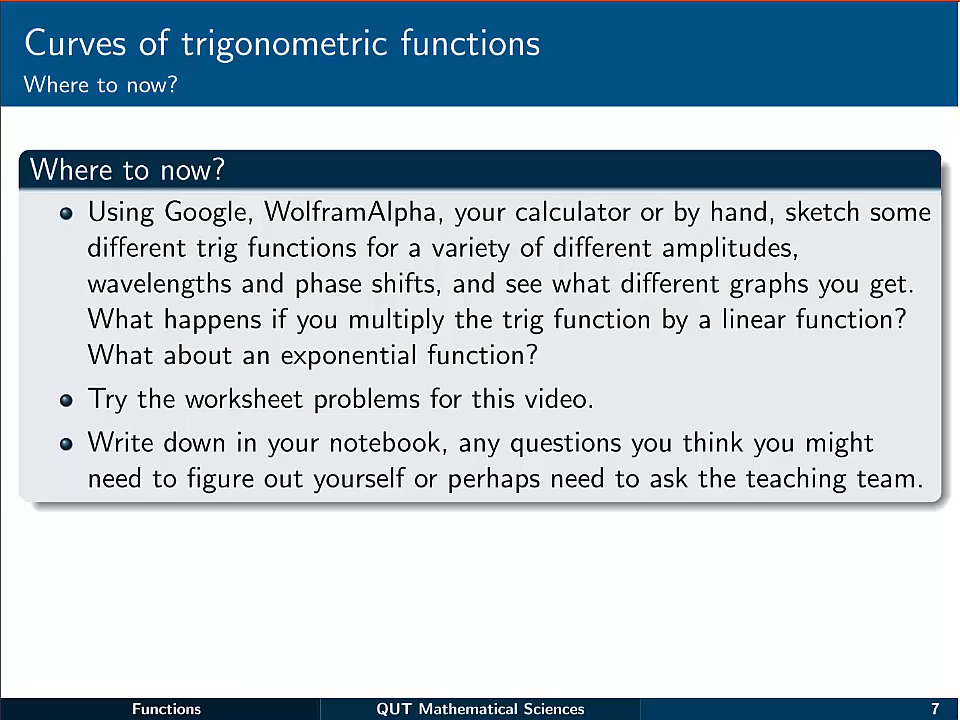 Curves of trigonometric functions
Where to now?
Where to now?
Using Google, WolframAlpha, your calculator or by hand, sketch some
different trig functions for a variety of different amplitudes,
wavelengths and phase shifts, and see what different graphs you get.
What happens if you multiply the trig function by a linear function?
What about an exponential function?
Try the worksheet problems for this video.
Write down in your notebook, any questions you think you might
need to figure out yourself or perhaps need to ask the teaching team.
Functions QUT Mathematical Sciences 7